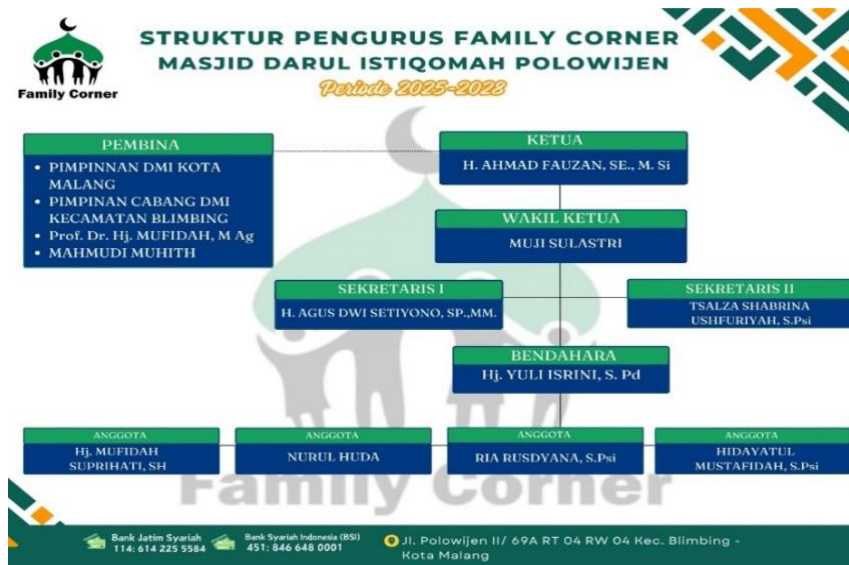 STRUKTUR PENGURUS FAMILY CORNER
MASJID DARUL ISTIQOMAH POLOWIJEN
Periode 2025-2028
Family Corner
PEMBINA
• PIMPINNAN DMI KOTA
MALANG
• PIMPINAN CABANG DMI
KECAMATAN BLIMBING
• Prof. Dr. Hj. MUFIDAH, M Ag
• MAHMUDI MUHITH
KETUA
H. AHMAD FAUZAN, SE., M. Si
WAKIL KETUA
MUJI SULASTRI
SEKRETARIS I
H. AGUS DWI SETIYONO, SP.,MM.
SEKRETARIS II
TSALZA SHABRINA
USHFURIYAH, S.Psi
BENDAHARA
Hj. YULI ISRINI, S. Pd
ANGGOTA
Hj. MUFIDAH
SUPRIHATI, SH
ANGGOTA
NURUL HUDA
ANGGOTA
RIA RUSDYANA, S.Psi
ANGGOTA
HIDAYATUL
MUSTAFIDAH, S.Psi
Family Corner
Bank Jatim Syariah
114: 614 225 5584
Bank Syariah Indonesia (BSI)
451: 846 648 0001
Jl. Polowijen II/ 69A RT 04 RW 04 Kec. Blimbing -
Kota Malang